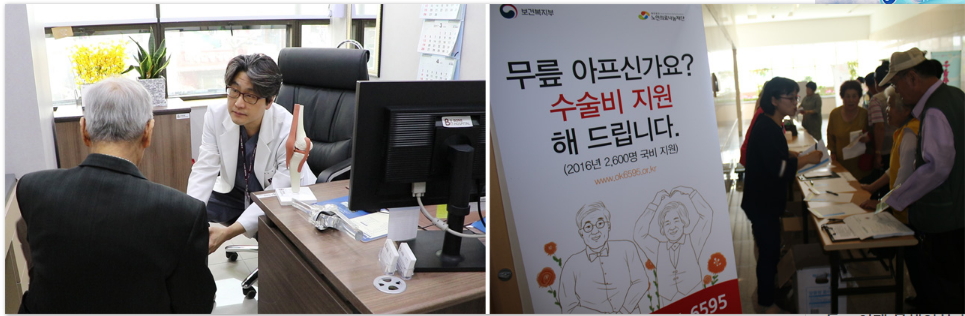 보건복지부
노인의료나눔재단
무릎 아프신가요?
수술비 지원
해 드립니다.
(2016년 2,600명 국비 지원)
www.ok6595.or.kr
6595